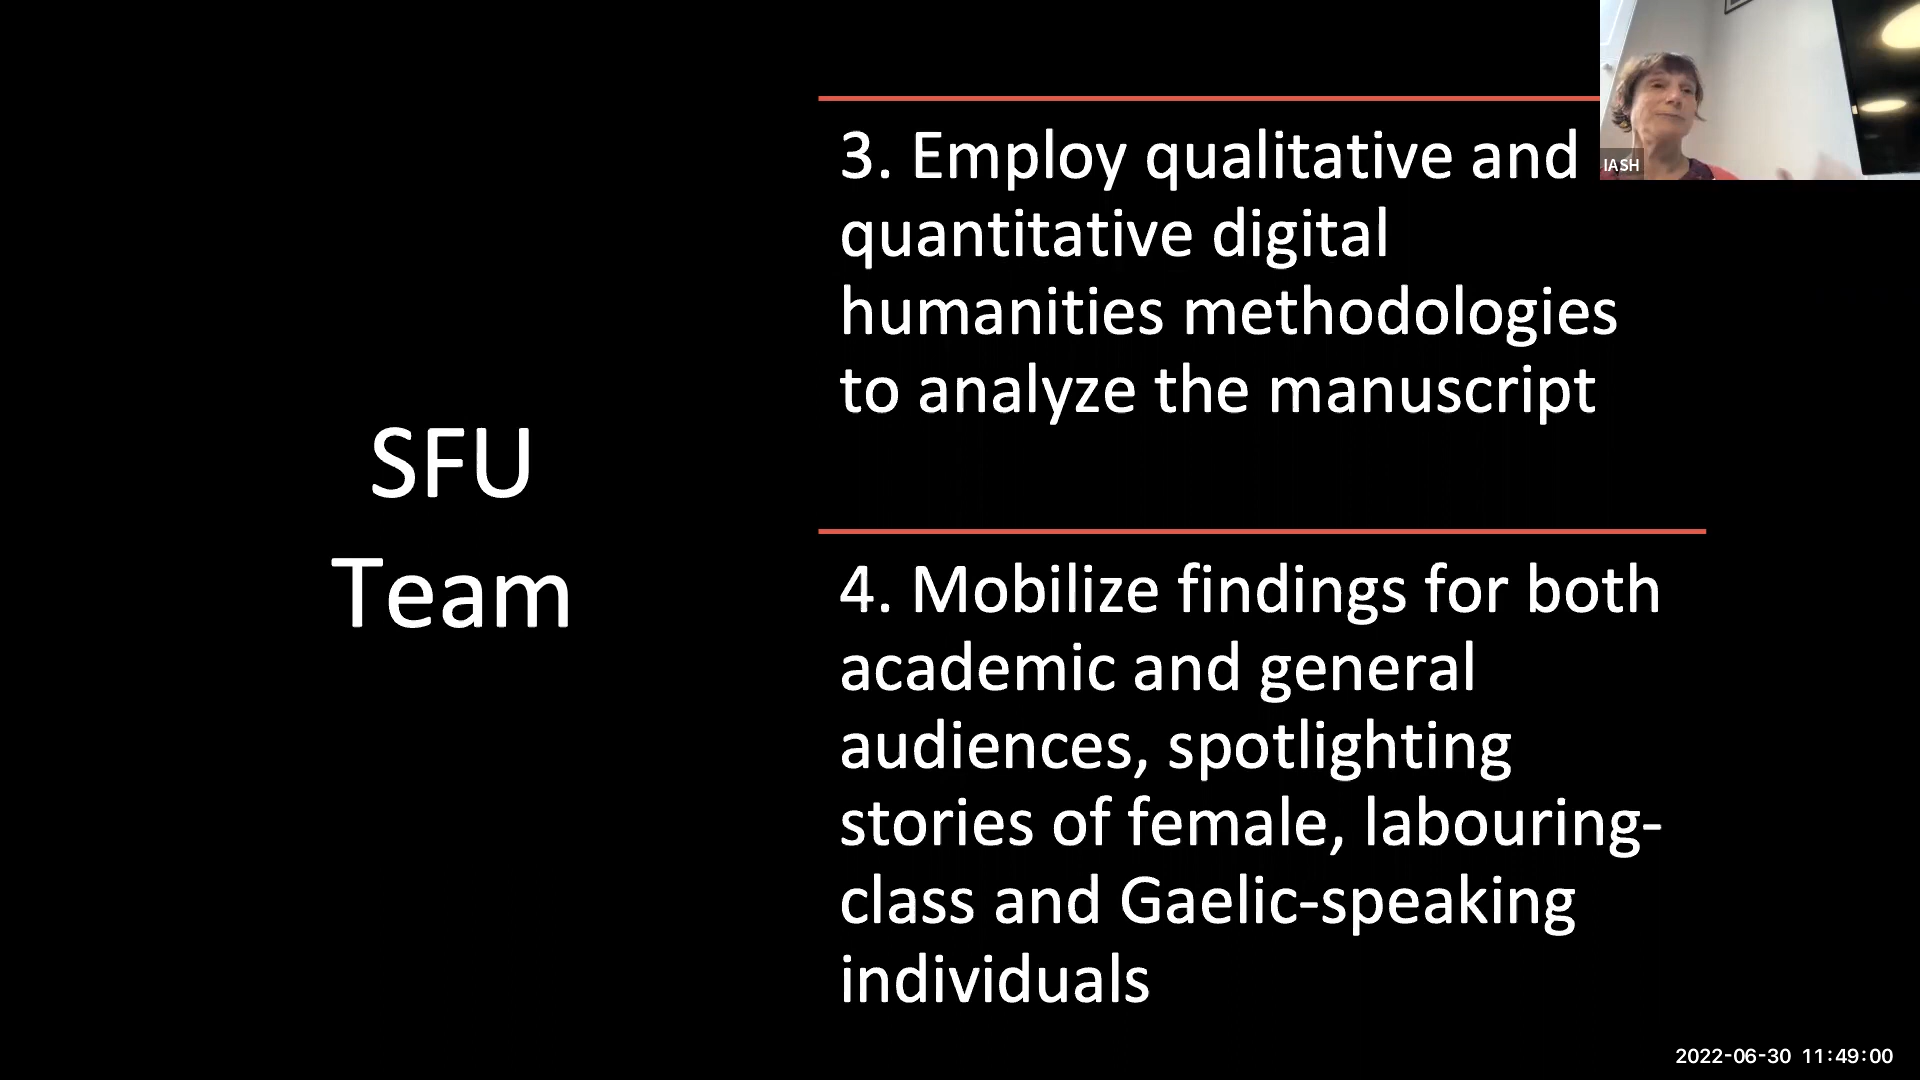 SFU
Team
3. Employ qualitative and
quantitative digital
humanities methodologies
to analyze the manuscript
4. Mobilize findings for both
academic and general
audiences, spotlighting
stories of female, labouring-
class and Gaelic-speaking
individuals
IASH
2022-06-30 11:49:00